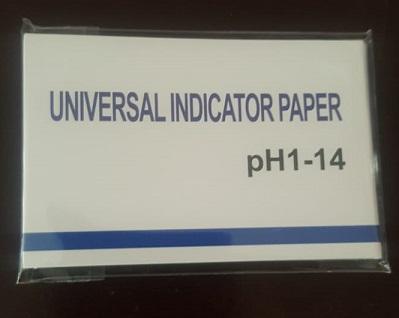 UNIVERSAL INDICATOR PAPER
pH1-14